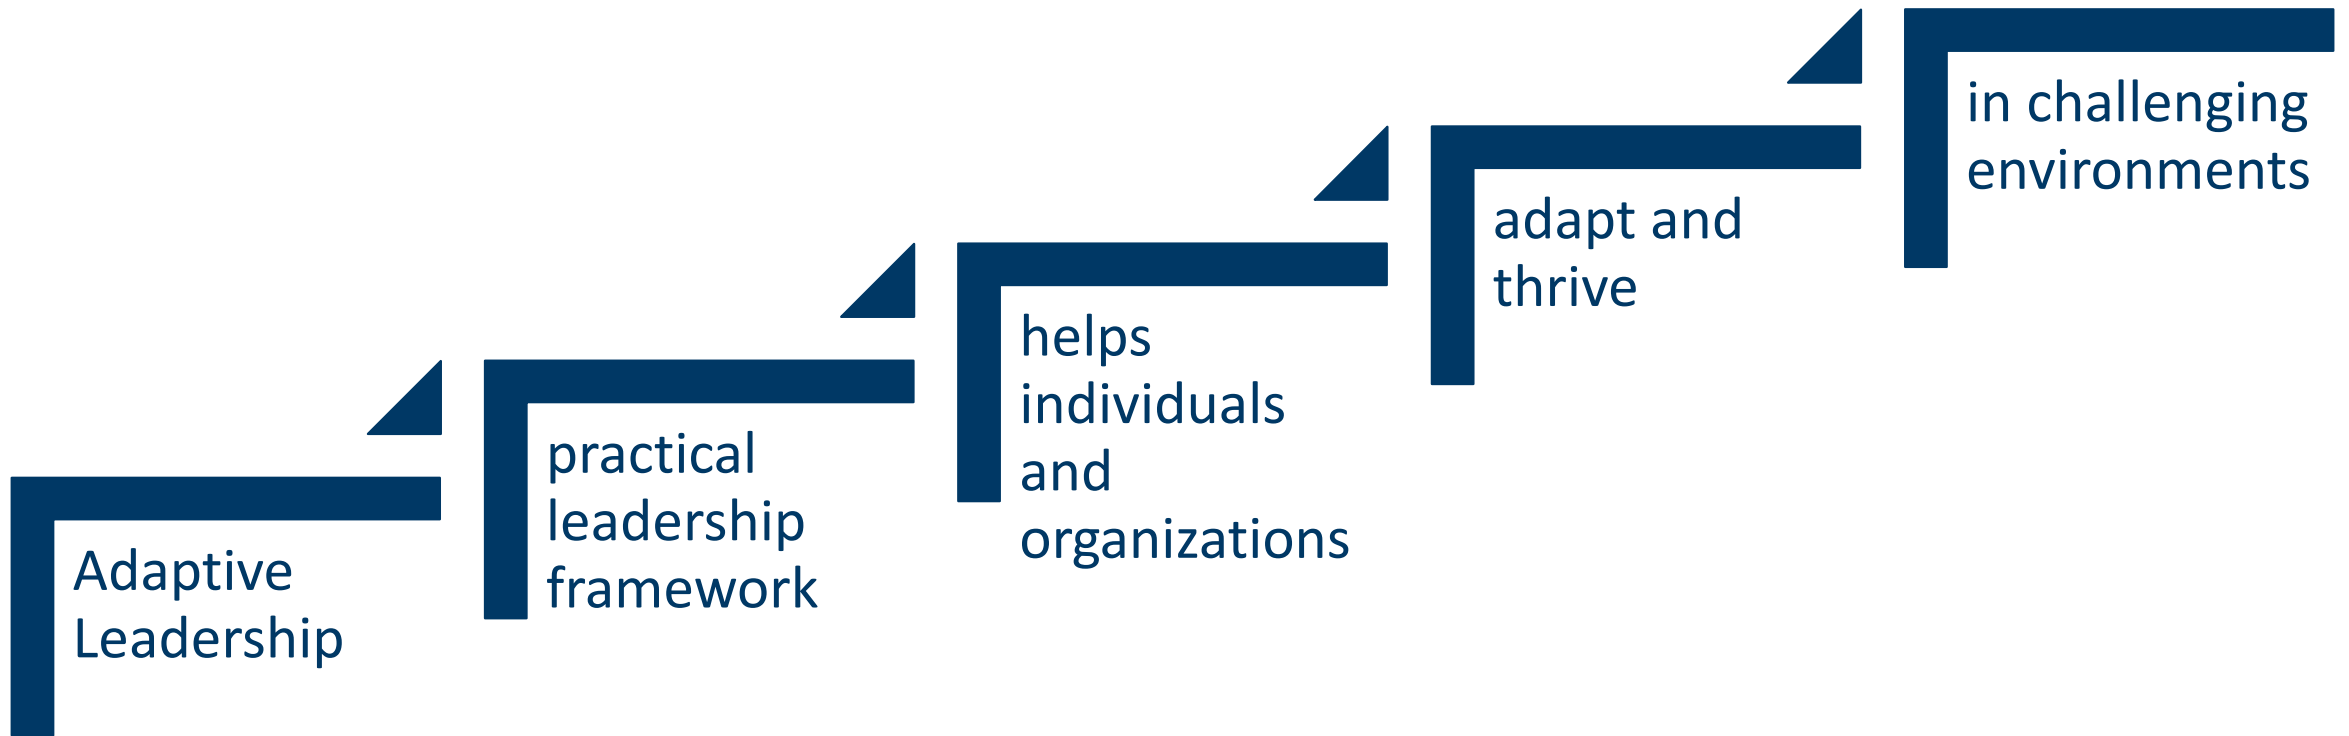 Adaptive
Leadership
practical
leadership
framework
helps
individuals
and
organizations
adapt and
thrive
in challenging
environments